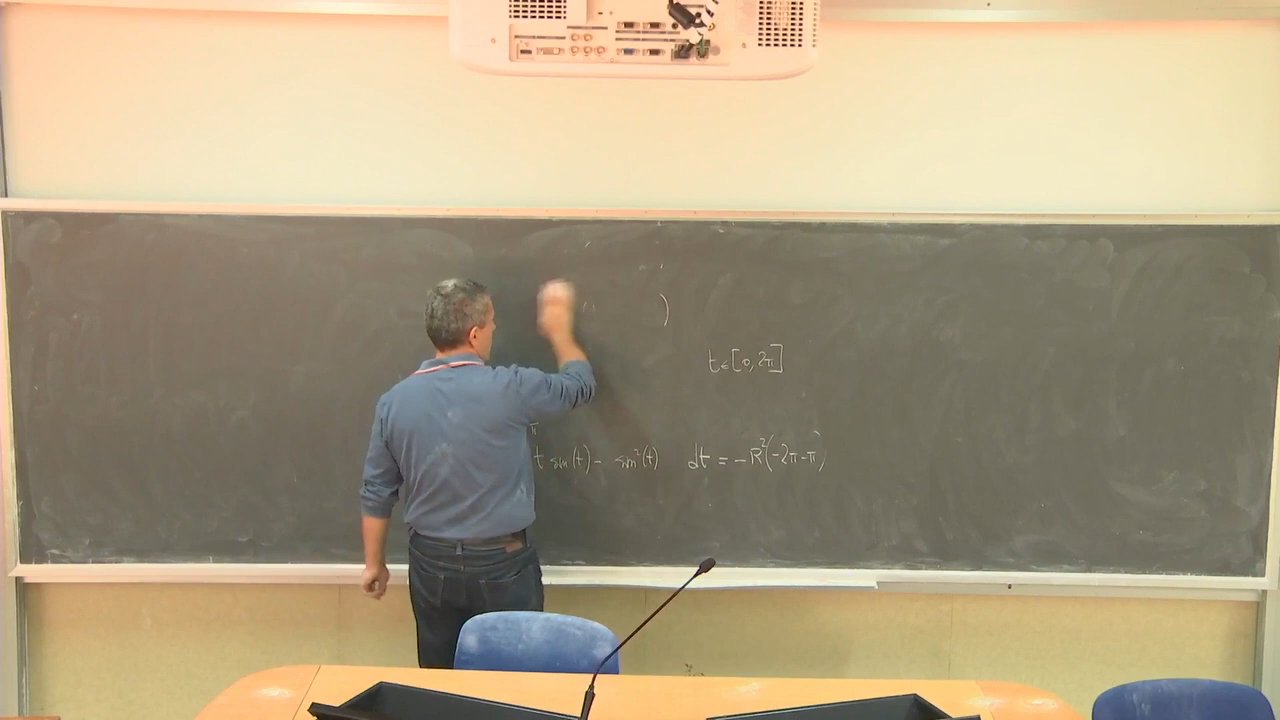 )
t ∈ [0, 2π]
π
t sin(t) - sin²(t) dt = -R²(-2π-π)